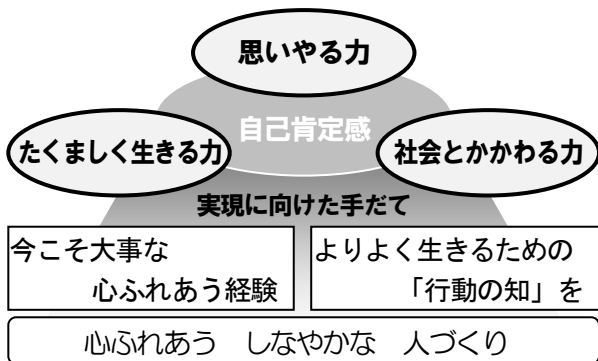 思いやる力
自己肯定感
たくましく生きる力
社会とかかわる力
実現に向けた手だて
今こそ大事な
心ふれあう経験
よりよく生きるための
「行動の知」を
心ふれあう しなやかな 人づくり